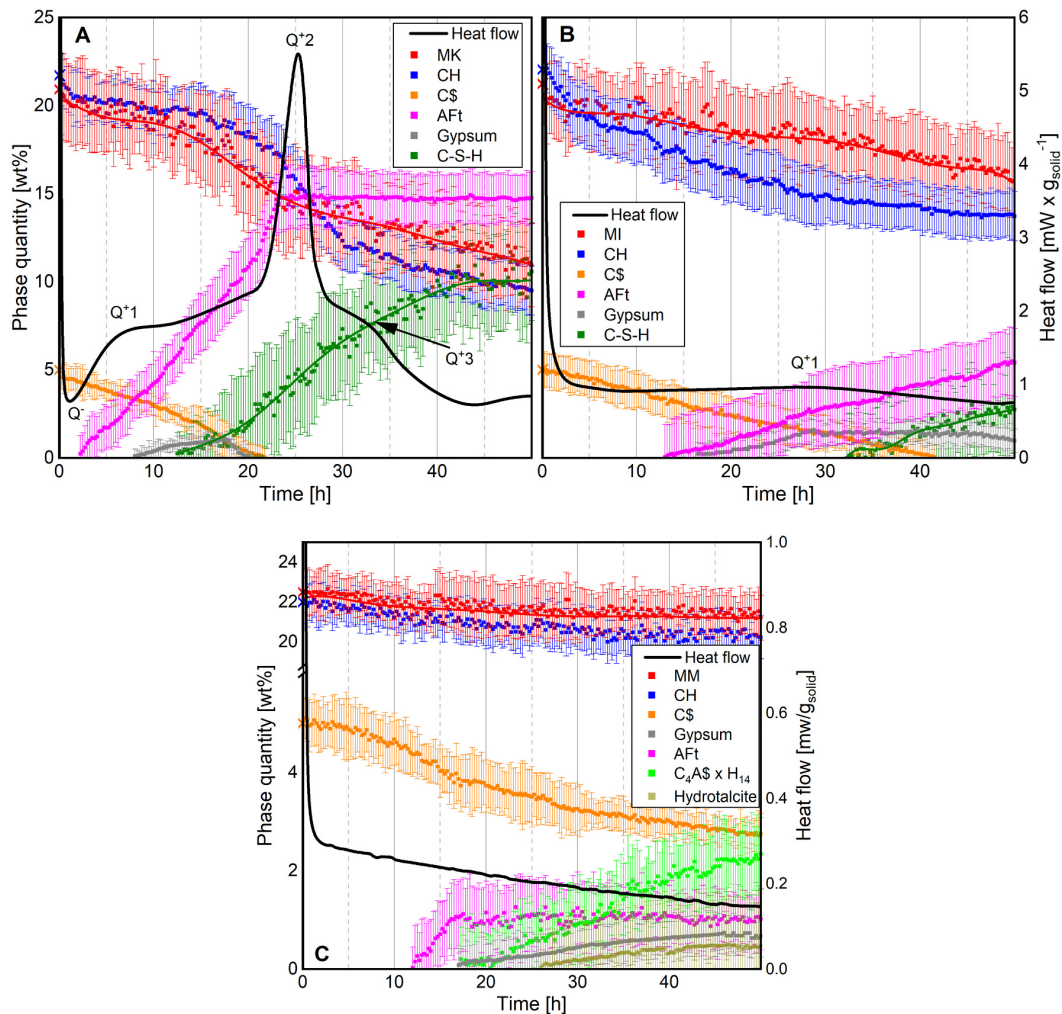 A
Q⁺2
Heat flow
MK
CH
C$
AFt
Gypsum
C-S-H
Q⁺1
Q⁺3
Q⁻
25
20
15
10
5
0
Phase quantity [wt%]
0 10 20 30 40
Time [h]
B
Heat flow
MI
CH
C$
AFt
Gypsum
C-S-H
Q⁺1
6
5
4
3
2
1
0
Heat flow [mW x g_solid⁻¹]
0 10 20 30 40 50
Time [h]
24
22
20
4
2
0
Phase quantity [wt%]
Heat flow
MM
CH
C$
Gypsum
AFt
C₄A$ x H₁₄
Hydrotalcite
C
1.0
0.8
0.6
0.4
0.2
0.0
Heat flow [mw/g_solid]
0 10 20 30 40 50
Time [h]